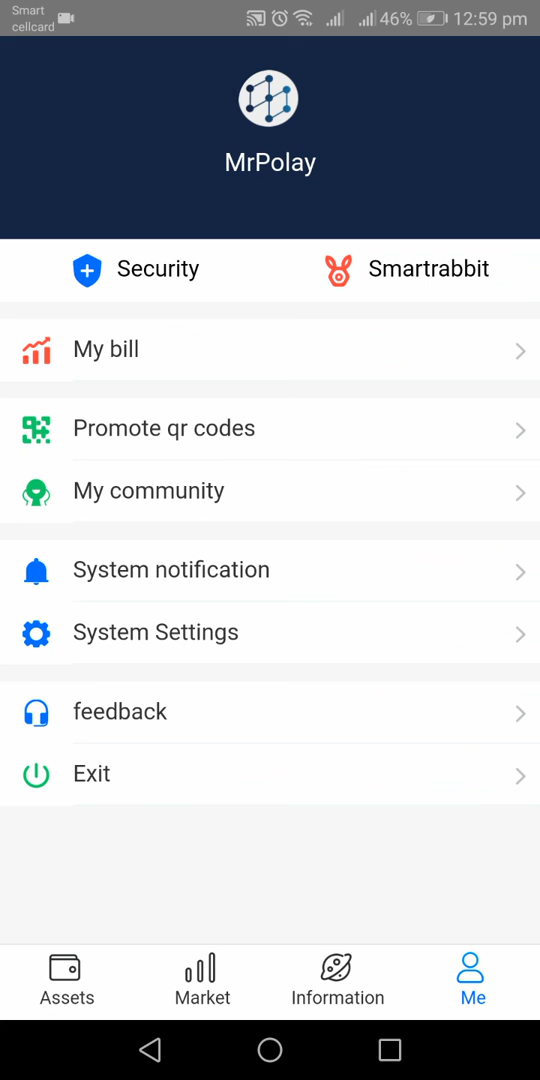 Smart
cellcard
46% 12:59 pm
MrPolay
Security
Smartrabbit
My bill
Promote qr codes
My community
System notification
System Settings
feedback
Exit
Assets
Market
Information
Me